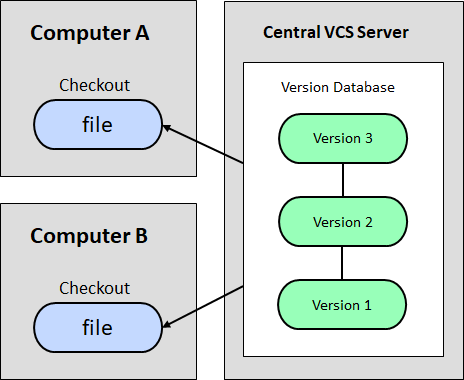 Computer A
Checkout
file
Computer B
Checkout
file
Central VCS Server
Version Database
Version 3
Version 2
Version 1